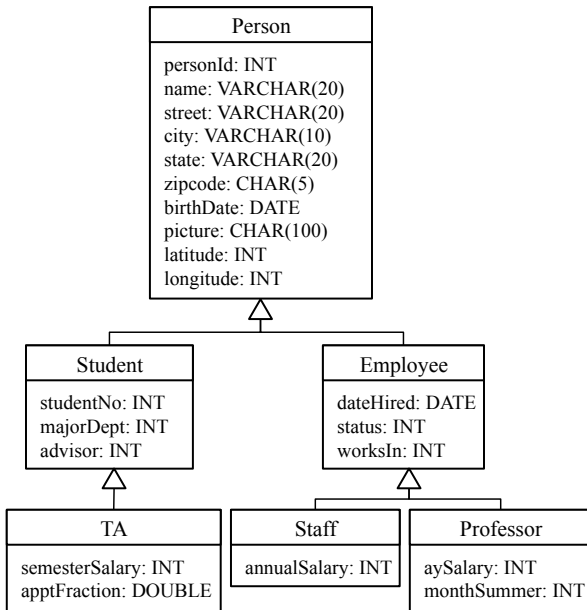 Person
personId: INT
name: VARCHAR(20)
street: VARCHAR(20)
city: VARCHAR(10)
state: VARCHAR(20)
zipcode: CHAR(5)
birthDate: DATE
picture: CHAR(100)
latitude: INT
longitude: INT
Student
studentNo: INT
majorDept: INT
advisor: INT
Employee
dateHired: DATE
status: INT
worksIn: INT
TA
semesterSalary: INT
apptFraction: DOUBLE
Staff
annualSalary: INT
Professor
aySalary: INT
monthSummer: INT